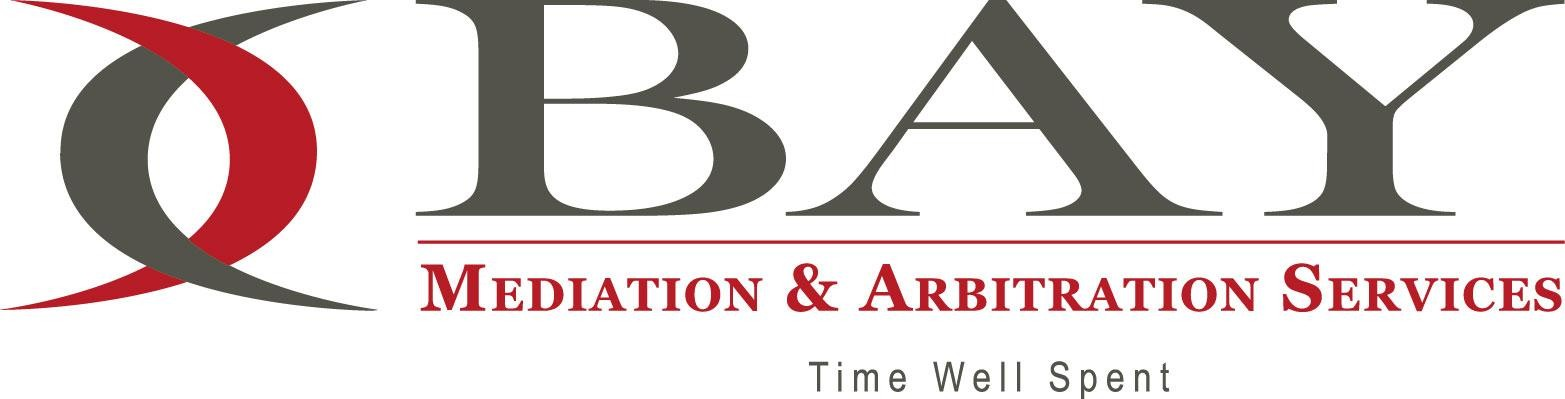 BAY
MEDIATION & ARBITRATION SERVICES
Time Well Spent